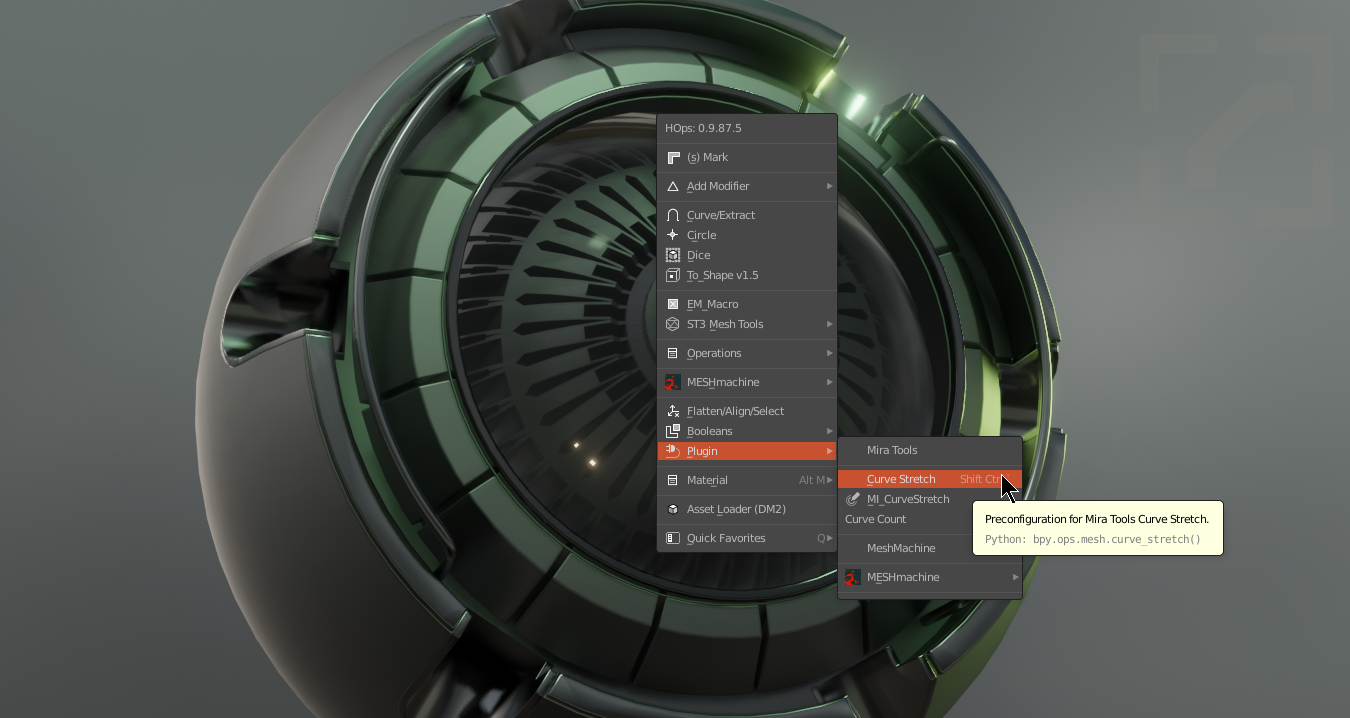 HOps: 0.9.87.5
(s) Mark
Add Modifier
Curve/Extract
Circle
Dice
To_Shape v1.5
EM_Macro
ST3 Mesh Tools
Operations
MESHmachine
Flatten/Align/Select
Booleans
Plugin
Material Alt M
Asset Loader (DM2)
Quick Favorites Q
Mira Tools
Curve Stretch Shift
MI_CurveStretch
Curve Count
MeshMachine
MESHmachine
Preconfiguration for Mira Tools Curve Stretch.
Python: bpy.ops.mesh.curve_stretch()